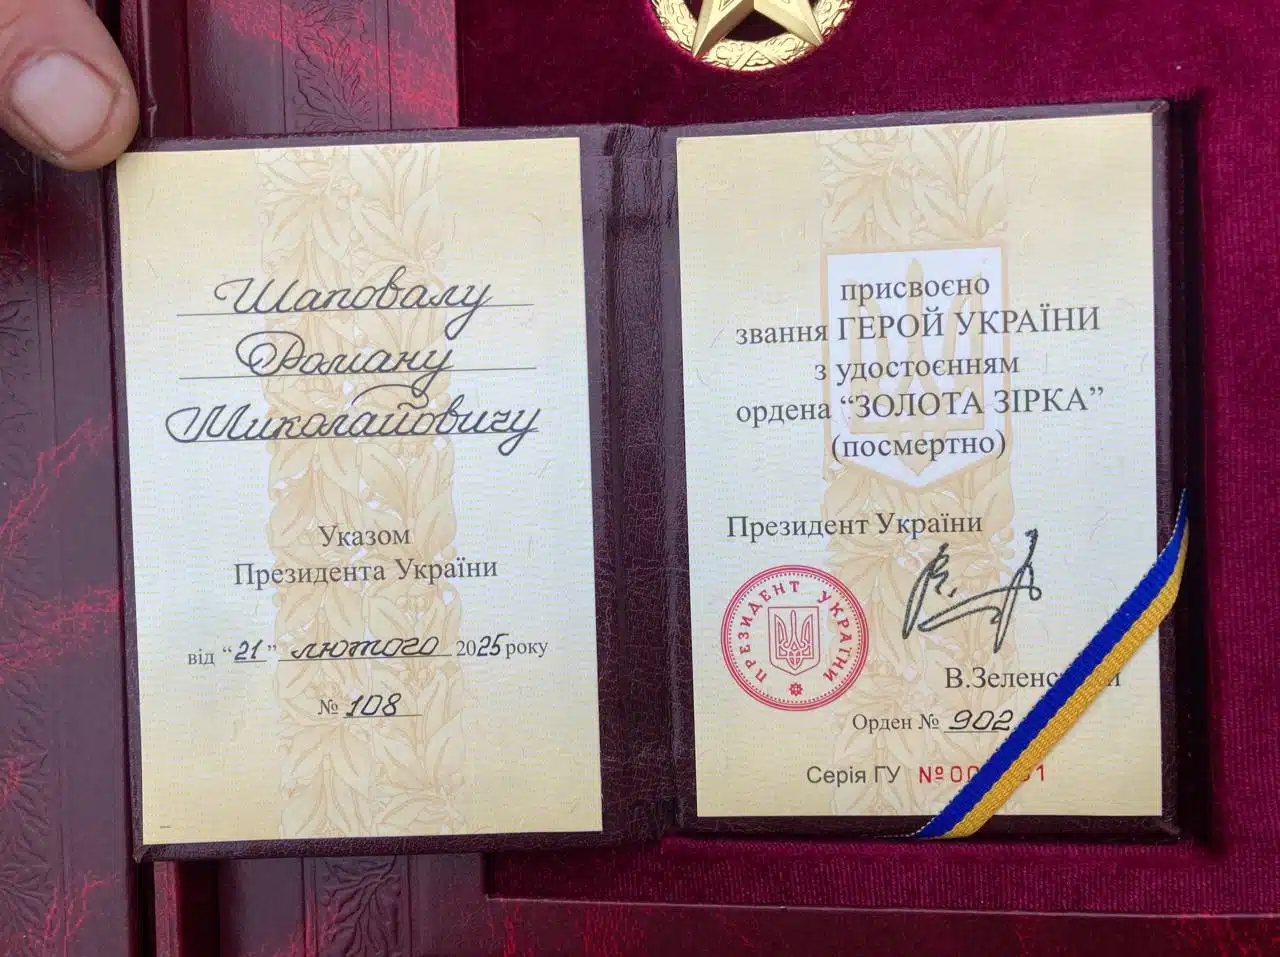 Шаповалу
Роману
Миколайовичу
Указом
Президента України
від “21” лютого 2025 року
№ 108
присвоєно
звання ГЕРОЙ УКРАЇНИ
з удостоєнням
ордена “ЗОЛОТА ЗІРКА”
(посмертно)
Президент України
ПРЕЗИДЕНТ УКРАЇНИ
Орден № 902
Серія ГУ